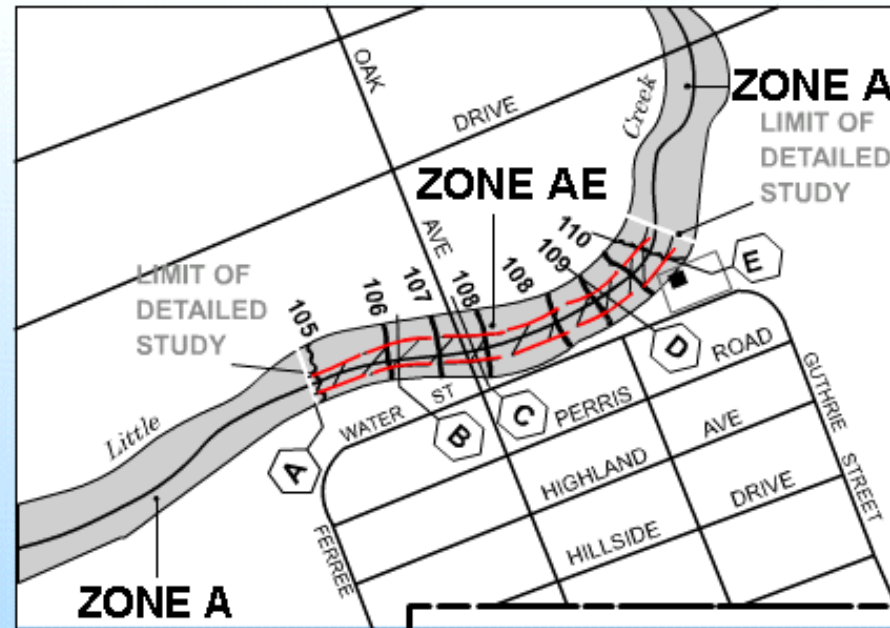 OAK
DRIVE
Creek
ZONE A
LIMIT OF
DETAILED
STUDY
ZONE AE
AVE
110
109
108
108
107
106
105
LIMIT OF
DETAILED
STUDY
E
D
C
B
A
Little
WATER ST
PERRIS ROAD
HIGHLAND AVE
HILLSIDE DRIVE
GUTHRIE STREET
FERREE
ZONE A